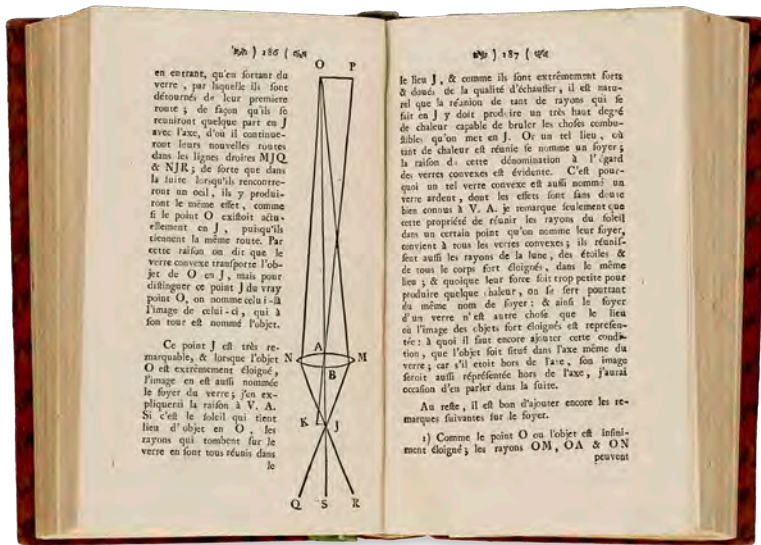 ) 186 (
en entrant, qu'en sortant du
verre , par laquelle ils sont
détournés de leur premiere
route ; de façon qu'ils se
reuniront quelque part en J
avec l'axe, d'où il continue-
ront leurs nouvelles routes
dans les lignes droites MJQ
& NJR; de sorte que dans
la suite lorsqu'ils rencontre-
ront un oeil , ils y produi-
ront le même effet , comme
si le point O existoit actu-
ellement en J , puisqu'ils
tiennent la même route. Par
cette raison on dit que le
verre convexe transporte l'ob-
jet de O en J , mais pour
distinguer ce point J du vray
point O, on nomme celui-là
l'image de celui-ci, qui à
son tour est nommé l'objet.
Ce point J est très re-
marquable, & lorsque l'objet
O est extrêmement éloigné,
l'image en est aussi nommée
le foyer du verre; j'en ex-
pliquerai la raison à V. A.
Si c'est le soleil qui tient
lieu d'objet en O , les
rayons qui tombent sur le
verre en sont tous réunis dans
le
O P
A
N M
B
K J
Q S R
) 187 (
le lieu J , & comme ils sont extrêmement forts
& doués de la qualité d'échauffer , il est natu-
rel que la réunion de tant de rayons qui se
fait en J y doit produire un très haut degré
de chaleur capable de bruler les choses combu-
stibles qu'on met en J. Or un tel lieu , où
tant de chaleur est réunie se nomme un foyer;
la raison de cette dénomination à l'égard
des verres convexes est évidente. C'est pour-
quoi un tel verre convexe est aussi nommé un
verre ardent , dont les effets sont sans doute
bien connus à V. A. je remarque seulement que
cette propriété de réunir les rayons du soleil
dans un certain point qu'on nomme leur foyer,
convient à tous les verres convexes ; ils réunis-
sent aussi les rayons de la lune, des étoiles &
de tous le corps fort éloignés, dans le même
lieu ; & quoique leur force soit trop petite pour
produire quelque chaleur, on se sert pourtant
du même nom de foyer: & ainsi le foyer
d'un verre n'est autre chose que le lieu
où l'image des objets fort éloignés est represen-
tée : à quoi il faut encore ajouter cette condi-
tion , que l'objet soit situé dans l'axe même du
verre ; car s'il etoit hors de l'axe, son image
seroit aussi répréséntée hors de l'axe , j'aurai
occasion d'en parler dans la suite.
Au reste, il est bon d'ajouter encore les re-
marques suivantes sur le foyer.
1) Comme le point O ou l'objet est infini-
ment éloigné ; les rayons OM, OA & ON
peuvent